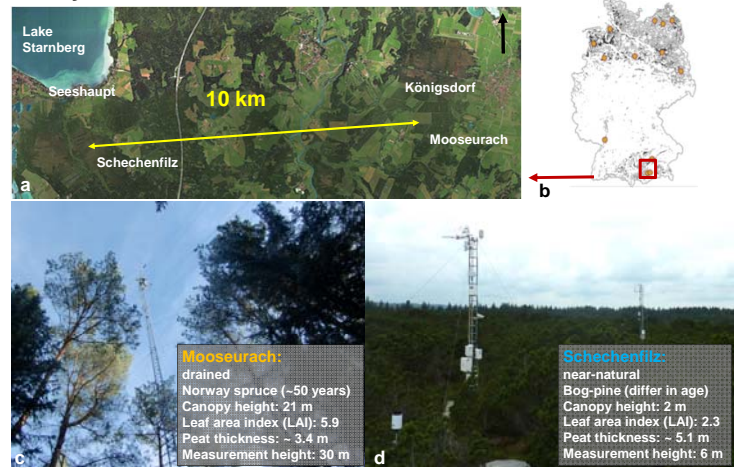 Lake
Starnberg
Seeshaupt
Königsdorf
10 km
Mooseurach
Schechenfilz
a
b
Mooseurach:
drained
Norway spruce (~50 years)
Canopy height: 21 m
Leaf area index (LAI): 5.9
Peat thickness: ~ 3.4 m
Measurement height: 30 m
c
Schechenfilz:
near-natural
Bog-pine (differ in age)
Canopy height: 2 m
Leaf area index (LAI): 2.3
Peat thickness: ~ 5.1 m
Measurement height: 6 m
d